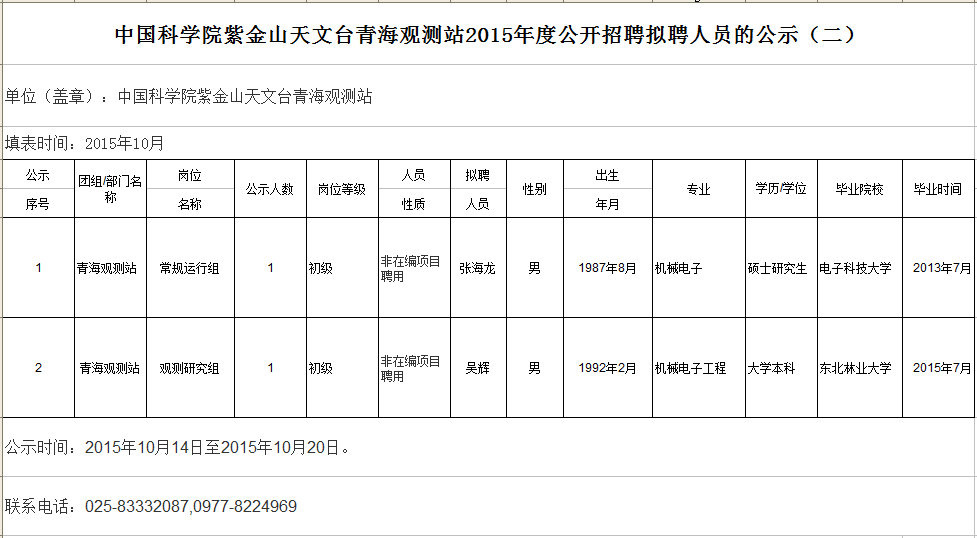 中国科学院紫金山天文台青海观测站2015年度公开招聘拟聘人员的公示（二）
单位（盖章）：中国科学院紫金山天文台青海观测站
填表时间：2015年10月
公示序号 团组/部门名称 岗位名称 公示人数 岗位等级 人员性质 拟聘人员 性别 出生年月 专业 学历/学位 毕业院校 毕业时间
1 青海观测站 常规运行组 1 初级 非在编项目聘用 张海龙 男 1987年8月 机械电子 硕士研究生 电子科技大学 2013年7月
2 青海观测站 观测研究组 1 初级 非在编项目聘用 吴辉 男 1992年2月 机械电子工程 大学本科 东北林业大学 2015年7月
公示时间：2015年10月14日至2015年10月20日。
联系电话：025-83332087,0977-8224969